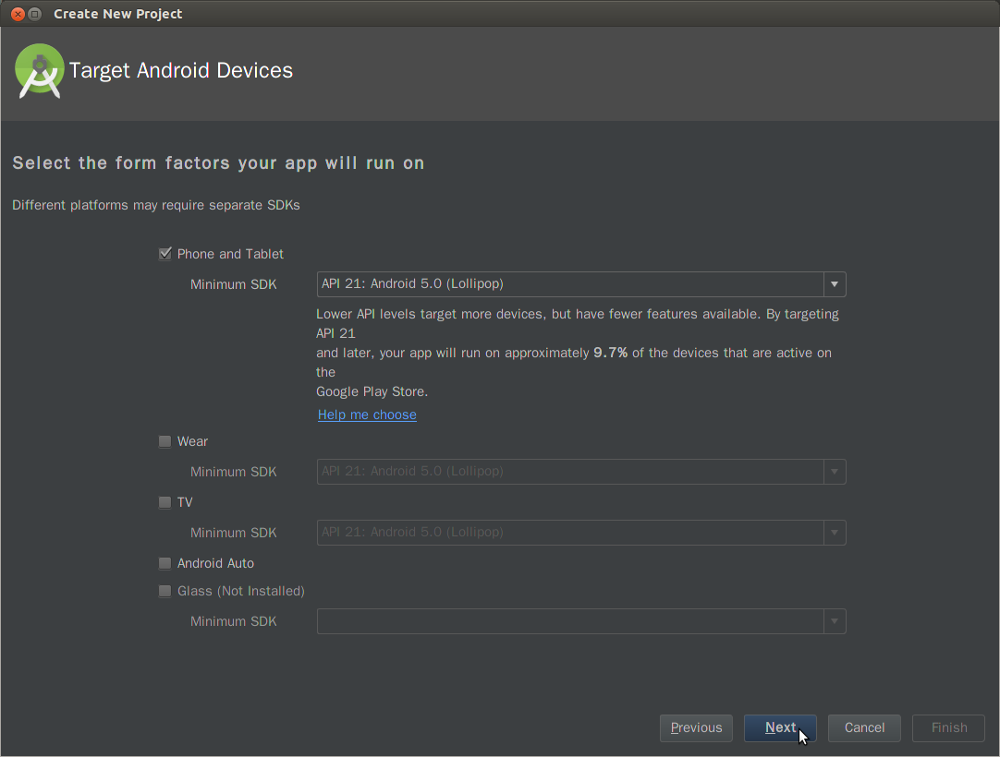 Create New Project
Target Android Devices
Select the form factors your app will run on
Different platforms may require separate SDKs
Phone and Tablet
Minimum SDK
API 21: Android 5.0 (Lollipop)
Lower API levels target more devices, but have fewer features available. By targeting
API 21
and later, your app will run on approximately 9.7% of the devices that are active on
the
Google Play Store.
Help me choose
Wear
Minimum SDK
API 21: Android 5.0 (Lollipop)
TV
Minimum SDK
API 21: Android 5.0 (Lollipop)
Android Auto
Glass (Not Installed)
Minimum SDK
Previous
Next
Cancel
Finish